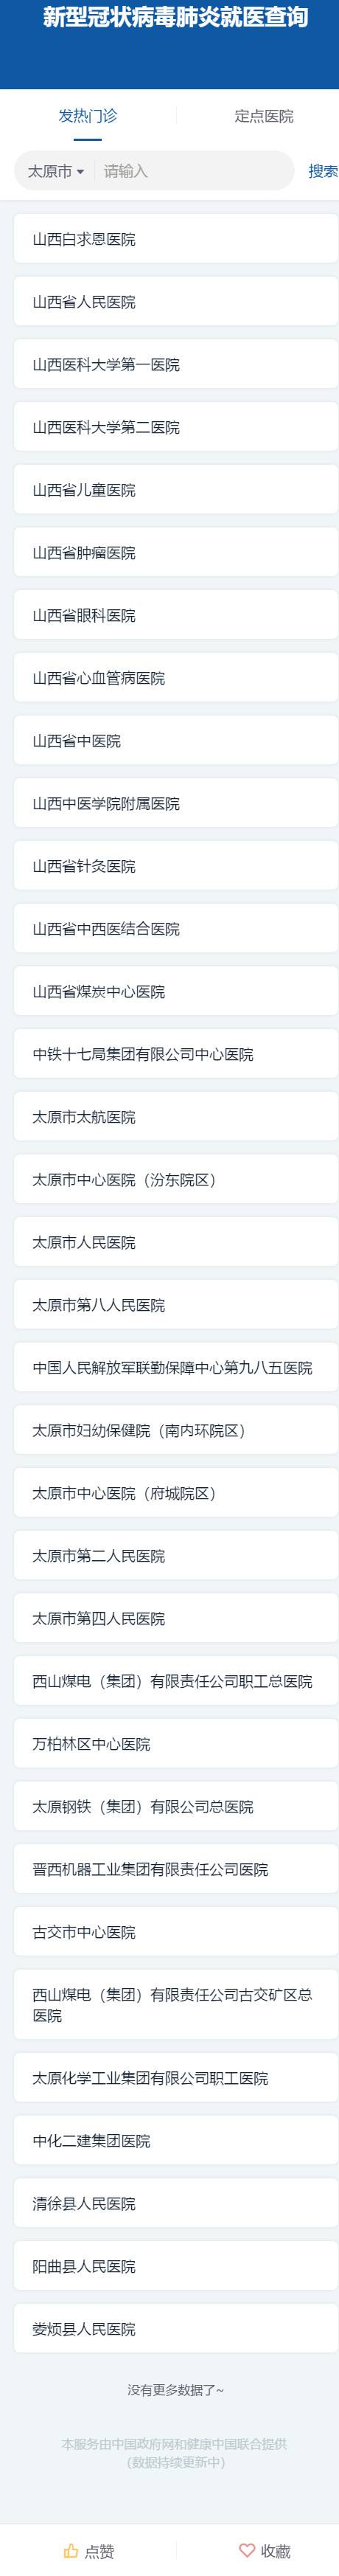 新型冠状病毒肺炎就医查询
发热门诊 定点医院
太原市 请输入 搜索
山西白求恩医院
山西省人民医院
山西医科大学第一医院
山西医科大学第二医院
山西省儿童医院
山西省肿瘤医院
山西省眼科医院
山西省心血管病医院
山西省中医院
山西中医学院附属医院
山西省针灸医院
山西省中西医结合医院
山西省煤炭中心医院
中铁十七局集团有限公司中心医院
太原市太航医院
太原市中心医院（汾东院区）
太原市人民医院
太原市第八人民医院
中国人民解放军联勤保障中心第九八五医院
太原市妇幼保健院（南内环院区）
太原市中心医院（府城院区）
太原市第二人民医院
太原市第四人民医院
西山煤电（集团）有限责任公司职工总医院
万柏林区中心医院
太原钢铁（集团）有限公司总医院
晋西机器工业集团有限责任公司医院
古交市中心医院
西山煤电（集团）有限责任公司古交矿区总
医院
太原化学工业集团有限公司职工医院
中化二建集团医院
清徐县人民医院
阳曲县人民医院
娄烦县人民医院
没有更多数据了~
本服务由中国政府网和健康中国联合提供
（数据持续更新中）
点赞 收藏